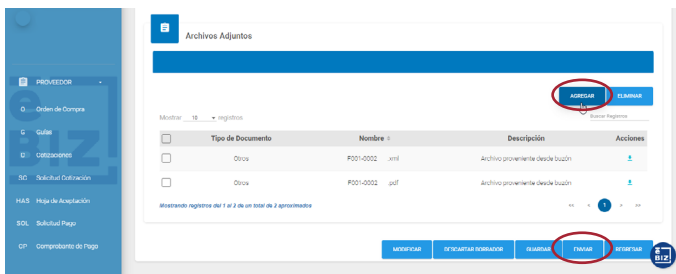 Archivos Adjuntos
PROVEEDOR
O Orden de Compra
G Guías
D Cotizaciones
SC Solicitud Cotización
HAS Hoja de Aceptación
SOL Solicitud Pago
CP Comprobante de Pago
eBIZ
AGREGAR ELIMINAR
Mostrar 10 registros Buscar Registros
Tipo de Documento Nombre Descripción Acciones
Otros F001-0002 .xml Archivo proveniente desde buzón
Otros F001-0002 .pdf Archivo proveniente desde buzón
Mostrando registros del 1 al 2 de un total de 2 aproximados
<< < 1 > >>
MODIFICAR DESCARTAR BORRADOR GUARDAR ENVIAR REGRESAR
eBIZ